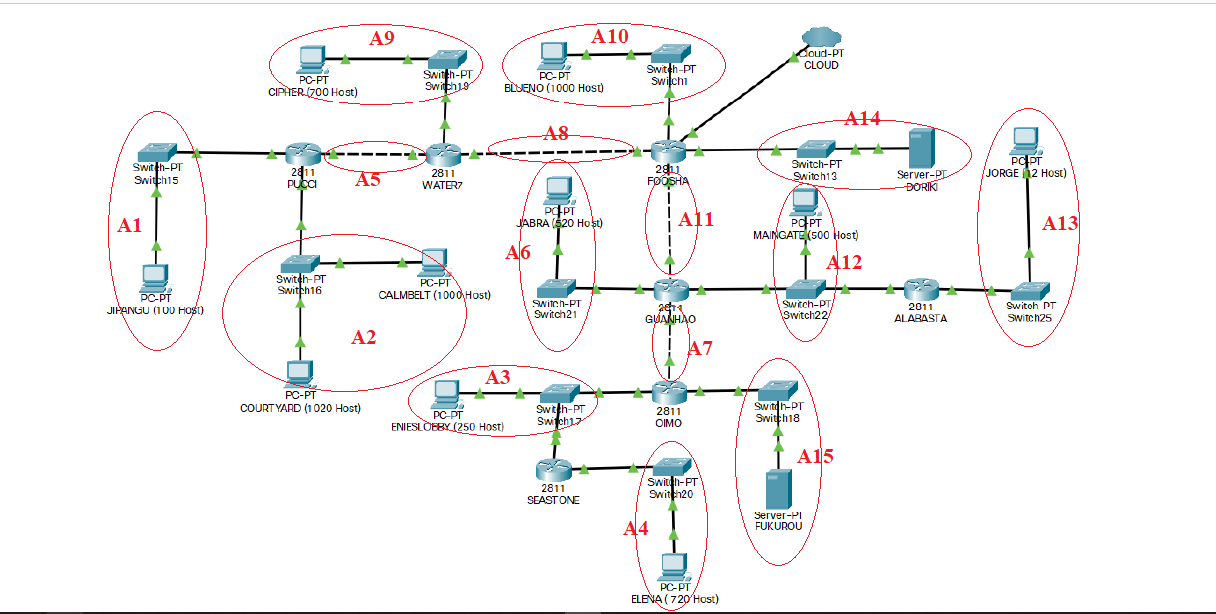 A9
PC-PT
CIPHER (700 Host)
Switch-PT
Switch19
A10
PC-PT
BLUENO (1000 Host)
Switch-PT
Switch1
Cloud-PT
CLOUD
Switch-PT
Switch15
A1
PC-PT
JIPANGU (100 Host)
2811
PUCCI
A5
2811
WATER7
A8
2811
FOOSHA
A14
Switch-PT
Switch13
Server-PT
DORIKI
PC-PT
JORGE (12 Host)
A13
Switch-PT
Switch25
PC-PT
JABRA (520 Host)
A6
Switch-PT
Switch21
A11
PC-PT
MAINGATE (500 Host)
A12
Switch-PT
Switch22
2811
ALABASTA
2811
GUANHAO
Switch-PT
Switch16
PC-PT
CALMBELT (1000 Host)
A2
PC-PT
COURTYARD (1020 Host)
A7
A3
PC-PT
ENIESLOBBY (250 Host)
Switch-PT
Switch17
2811
OIMO
Switch-PT
Switch18
A15
Server-PT
FUKUROU
2811
SEASTONE
Switch-PT
Switch20
A4
PC-PT
ELENA ( 720 Host)